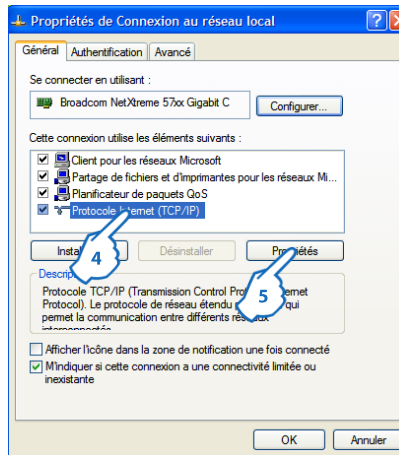 Propriétés de Connexion au réseau local
Général Authentification Avancé
Se connecter en utilisant :
Broadcom NetXtreme 57xx Gigabit C Configurer...
Cette connexion utilise les éléments suivants :
Client pour les réseaux Microsoft
Partage de fichiers et d'imprimantes pour les réseaux Mi...
Planificateur de paquets QoS
Protocole Internet (TCP/IP)
4
Désinstaller
5
Protocole TCP/IP (Transmission Control
Protocol). Le protocole de réseau étendu qui
permet la communication entre différents
interconnectés
Afficher l'icône dans la zone de notification une fois connecté
M'indiquer si cette connexion a une connectivité limitée ou
inexistante
OK Annuler